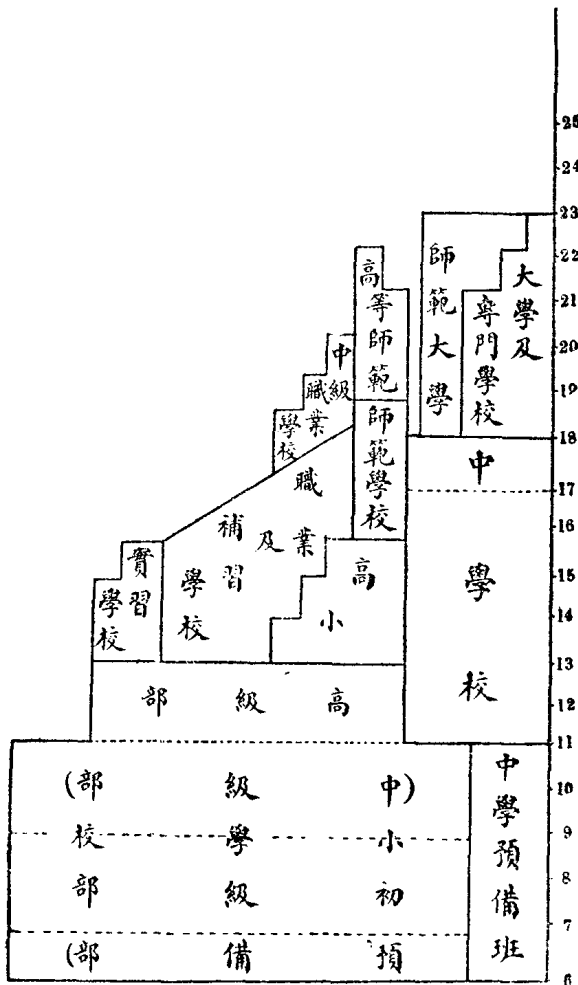 25
24
23
22
21
20
19
18
17
16
15
14
13
12
11
10
9
8
7
6
大學及
專門學校
師範大學
高等師範
師範學校
中級
職業
學校
職業及
補習
學校
實習
學校
高小
中學校
高級部
(中級部)
小學校
初級部
預備部(
中學預備班